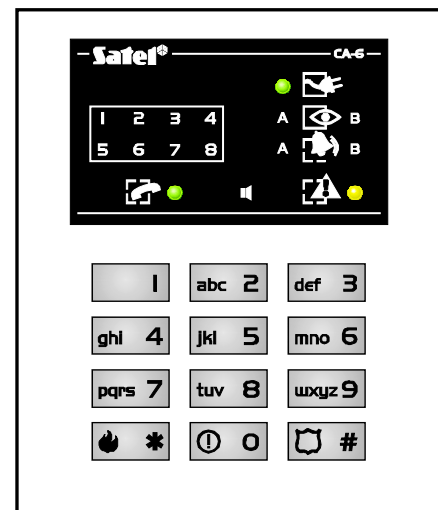 Satel® CA-6
1 2 3 4
A B
5 6 7 8
A B
1 abc 2 def 3
ghi 4 jkl 5 mno 6
pqrs 7 tuv 8 wxyz 9
* 0 #